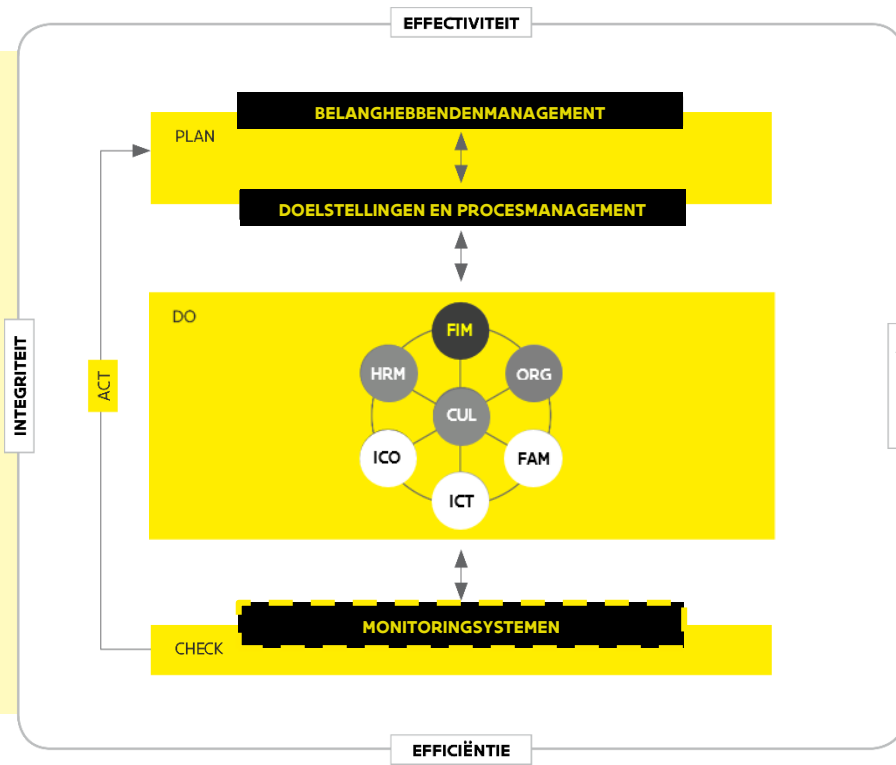 EFFECTIVITEIT
BELANGHEBBENDENMANAGEMENT
PLAN
DOELSTELLINGEN EN PROCESMANAGEMENT
DO
FIM
HRM
ORG
INTEGRITEIT
ACT
CUL
ICO
FAM
ICT
MONITORINGSYSTEMEN
CHECK
EFFICIËNTIE